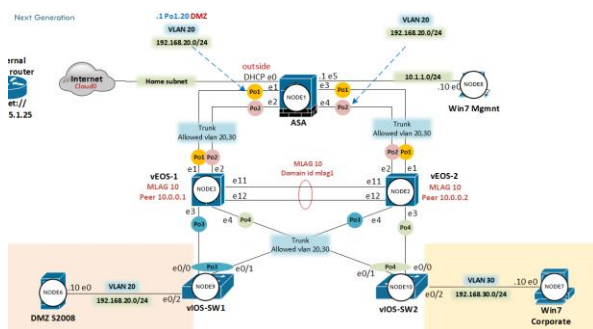 Next Generation
.1 Po1.20 DMZ
VLAN 20
192.168.20.0/24
VLAN 20
192.168.20.0/24
ernal
router
et://
5.1.25
Internet
Cloud0
Home subnet
outside
DHCP e0
e1
e2
Po1
Po2
NODE1
ASA
.1 e5
e3
e4
Po1
Po2
10.1.1.0/24
.10 e0
NODE8
Win7 Mgmnt
Trunk
Allowed vlan 20,30
Trunk
Allowed vlan 20,30
Po1
Po2
e1
e2
Po2
Po1
e2
e1
vEOS-1
MLAG 10
Peer 10.0.0.1
NODE3
e11
e12
MLAG 10
Domain id mlag1
e11
e12
NODE2
vEOS-2
MLAG 10
Peer 10.0.0.2
e3
Po3
e4
Po4
Po3
e4
e3
Po4
Trunk
Allowed vlan 20,30
e0/0
Po3
e0/1
e0/1
Po4
e0/0
NODE6
DMZ S2008
.10 e0
VLAN 20
192.168.20.0/24
e0/2
NODE9
vIOS-SW1
NODE10
vIOS-SW2
e0/2
VLAN 30
192.168.30.0/24
.10 e0
NODE7
Win7
Corporate